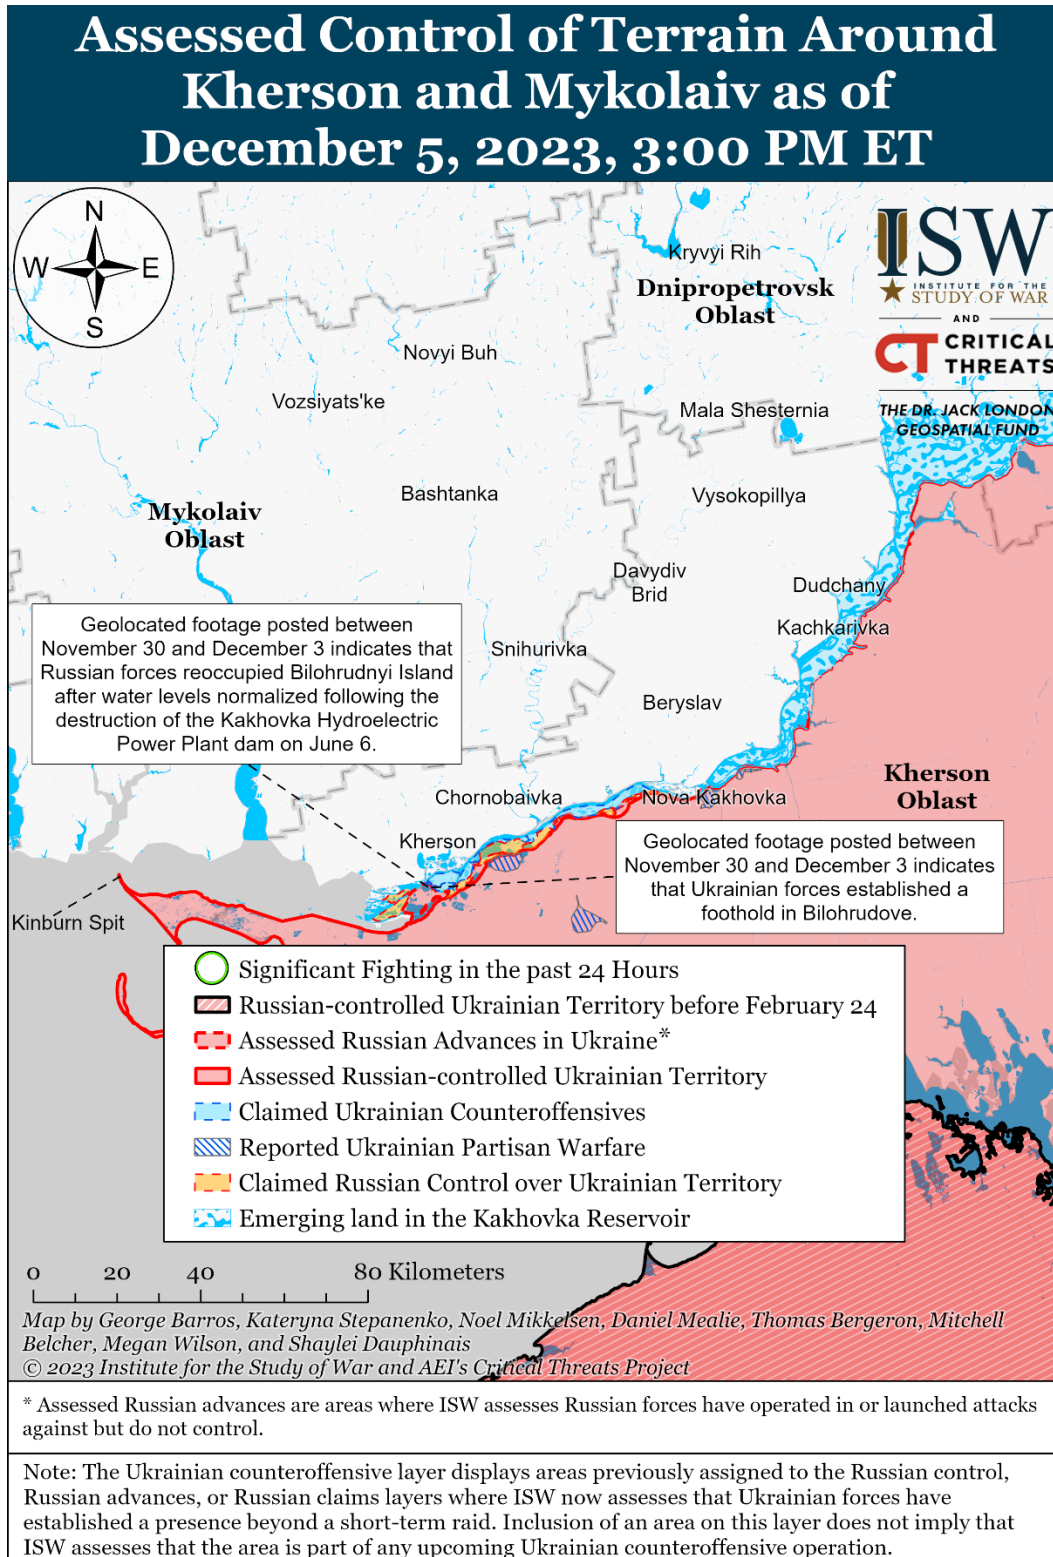 Assessed Control of Terrain Around
Kherson and Mykolaiv as of
December 5, 2023, 3:00 PM ET
N
W
E
S
ISW
INSTITUTE FOR THE
STUDY OF WAR
AND
CT CRITICAL
THREATS
THE DR. JACK LONDON
GEOSPATIAL FUND
Kryvyi Rih
Dnipropetrovsk
Oblast
Novyi Buh
Vozsiyats'ke
Mala Shesternia
Bashtanka
Vysokopillya
Mykolaiv
Oblast
Davydiv
Brid
Dudchany
Kachkarivka
Geolocated footage posted between
November 30 and December 3 indicates that
Russian forces reoccupied Bilohrudnyi Island
after water levels normalized following the
destruction of the Kakhovka Hydroelectric
Power Plant dam on June 6.
Snihurivka
Beryslav
Kherson
Oblast
Chornobaivka
Nova Kakhovka
Kherson
Geolocated footage posted between
November 30 and December 3 indicates
that Ukrainian forces established a
foothold in Bilohrudove.
Kinburn Spit
Significant Fighting in the past 24 Hours
Russian-controlled Ukrainian Territory before February 24
Assessed Russian Advances in Ukraine*
Assessed Russian-controlled Ukrainian Territory
Claimed Ukrainian Counteroffensives
Reported Ukrainian Partisan Warfare
Claimed Russian Control over Ukrainian Territory
Emerging land in the Kakhovka Reservoir
0 20 40 80 Kilometers
Map by George Barros, Kateryna Stepanenko, Noel Mikkelsen, Daniel Mealie, Thomas Bergeron, Mitchell
Belcher, Megan Wilson, and Shaylei Dauphinais
© 2023 Institute for the Study of War and AEI's Critical Threats Project
* Assessed Russian advances are areas where ISW assesses Russian forces have operated in or launched attacks
against but do not control.
Note: The Ukrainian counteroffensive layer displays areas previously assigned to the Russian control,
Russian advances, or Russian claims layers where ISW now assesses that Ukrainian forces have
established a presence beyond a short-term raid. Inclusion of an area on this layer does not imply that
ISW assesses that the area is part of any upcoming Ukrainian counteroffensive operation.